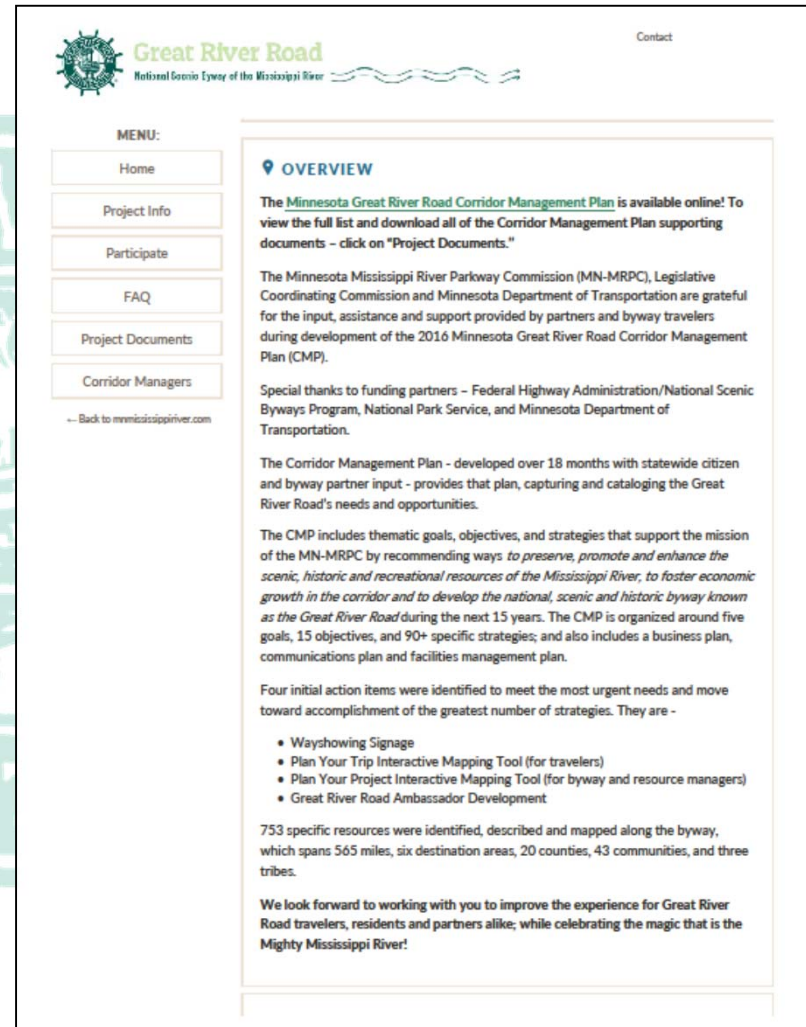 Contact
Great River Road
National Scenic Byway of the Mississippi River
MENU:
Home
Project Info
Participate
FAQ
Project Documents
Corridor Managers
←Back to mnmississippiriver.com
OVERVIEW
The Minnesota Great River Road Corridor Management Plan is available online! To
view the full list and download all of the Corridor Management Plan supporting
documents – click on "Project Documents."
The Minnesota Mississippi River Parkway Commission (MN-MRPC), Legislative
Coordinating Commission and Minnesota Department of Transportation are grateful
for the input, assistance and support provided by partners and byway travelers
during development of the 2016 Minnesota Great River Road Corridor Management
Plan (CMP).
Special thanks to funding partners – Federal Highway Administration/National Scenic
Byways Program, National Park Service, and Minnesota Department of
Transportation.
The Corridor Management Plan - developed over 18 months with statewide citizen
and byway partner input - provides that plan, capturing and cataloging the Great
River Road's needs and opportunities.
The CMP includes thematic goals, objectives, and strategies that support the mission
of the MN-MRPC by recommending ways to preserve, promote and enhance the
scenic, historic and recreational resources of the Mississippi River, to foster economic
growth in the corridor and to develop the national, scenic and historic byway known
as the Great River Road during the next 15 years. The CMP is organized around five
goals, 15 objectives, and 90+ specific strategies; and also includes a business plan,
communications plan and facilities management plan.
Four initial action items were identified to meet the most urgent needs and move
toward accomplishment of the greatest number of strategies. They are -
• Wayshowing Signage
• Plan Your Trip Interactive Mapping Tool (for travelers)
• Plan Your Project Interactive Mapping Tool (for byway and resource managers)
• Great River Road Ambassador Development
753 specific resources were identified, described and mapped along the byway,
which spans 565 miles, six destination areas, 20 counties, 43 communities, and three
tribes.
We look forward to working with you to improve the experience for Great River
Road travelers, residents and partners alike; while celebrating the magic that is the
Mighty Mississippi River!